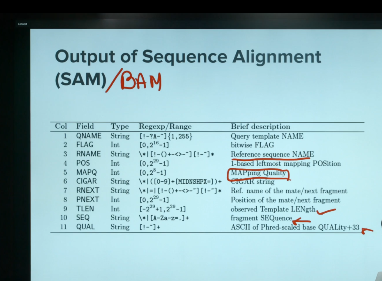 Output of Sequence Alignment
(SAM)/BAM
Col Field Type Regexp/Range Brief description
1 QNAME String [!-?A-~]{1,255} Query template NAME
2 FLAG Int [0,2^16-1] bitwise FLAG
3 RNAME String \*|[!-()+-<>-~][!-~]* Reference sequence NAME
4 POS Int [0,2^29-1] 1-based leftmost mapping POSition
5 MAPQ Int [0,2^8-1] MAPping Quality
6 CIGAR String \*|([0-9]+[MIDNSHPX=])+ CIGAR string
7 RNEXT String \*|=|[!-()+-<>-~][!-~]* Ref. name of the mate/next fragment
8 PNEXT Int [0,2^29-1] Position of the mate/next fragment
9 TLEN Int [-2^29+1,2^29-1] observed Template LENgth
10 SEQ String \*|[A-Za-z=.]+ fragment SEQuence
11 QUAL String [!-~]+ ASCII of Phred-scaled base QUALity+33